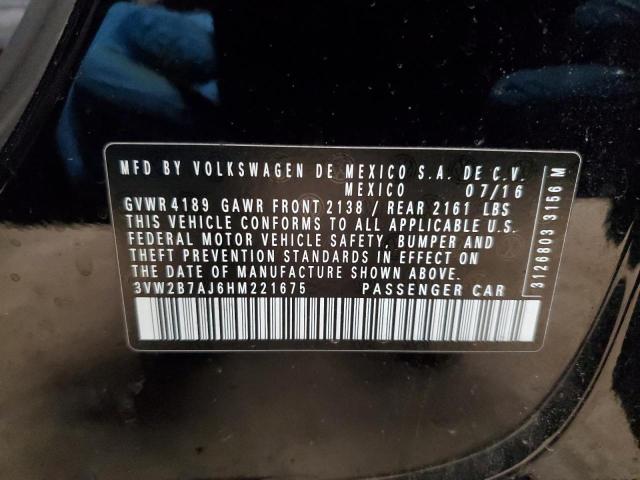 MFD BY VOLKSWAGEN DE MEXICO S.A. DE C.V.
MEXICO 07/16
GVWR 4189 GAWR FRONT 2138 / REAR 2161 LBS
THIS VEHICLE CONFORMS TO ALL APPLICABLE U.S.
FEDERAL MOTOR VEHICLE SAFETY, BUMPER AND
THEFT PREVENTION STANDARDS IN EFFECT ON
THE DATE OF MANUFACTURE SHOWN ABOVE.
3VW2B7AJ6HM221675 PASSENGER CAR
3126803 3156 M